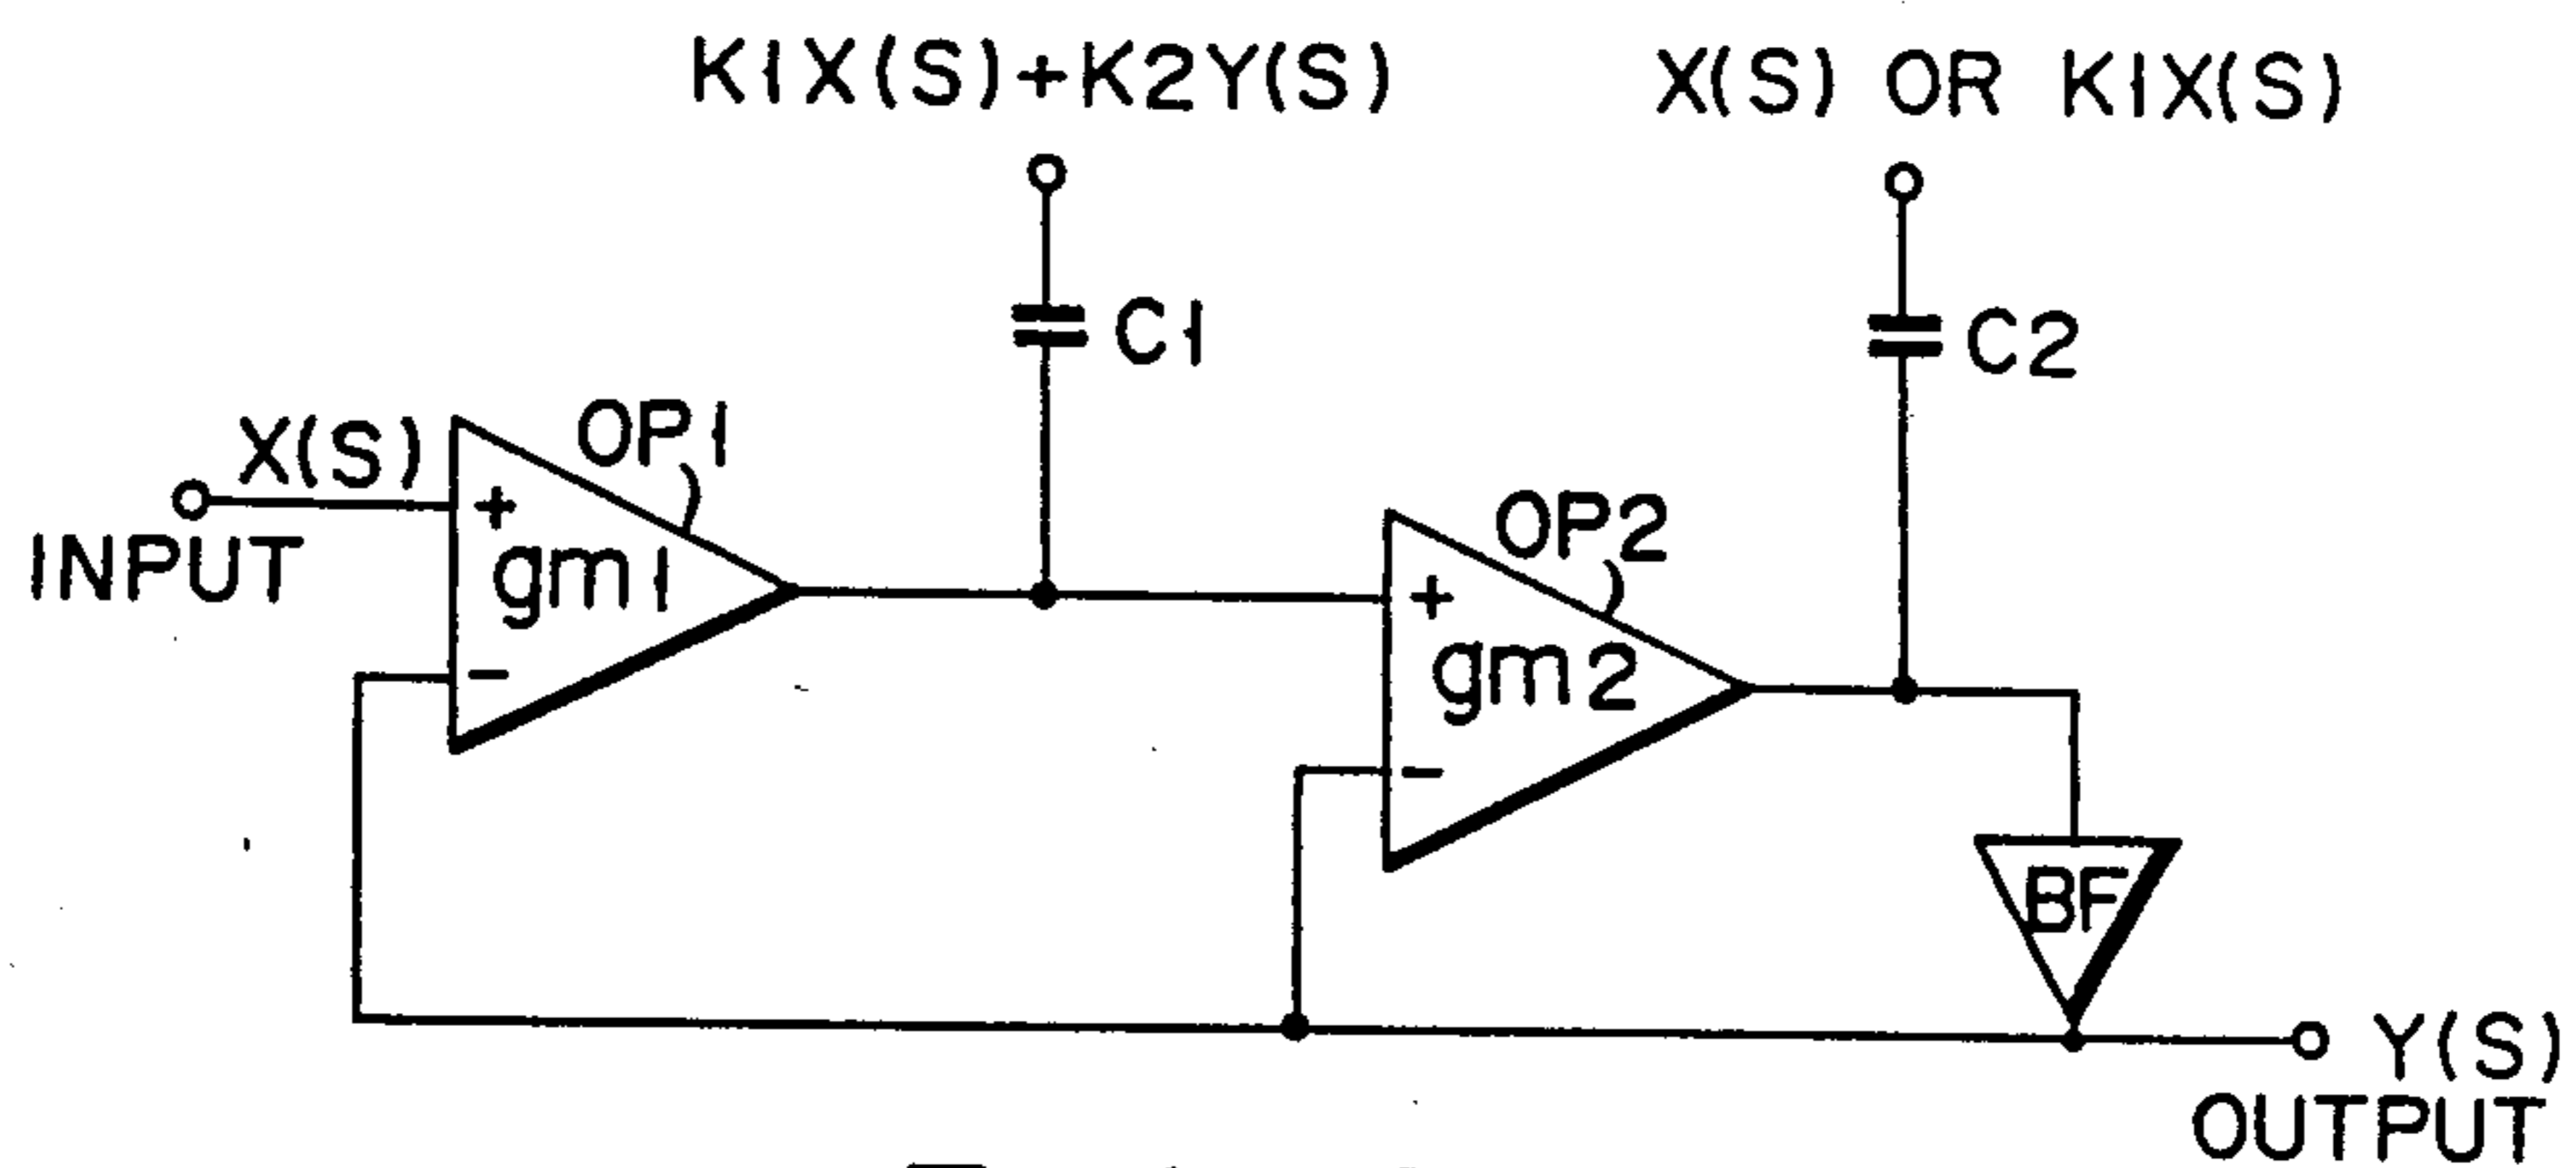 K1X(S)+K2Y(S)
X(S) OR K1X(S)
C1
C2
X(S)
OP1
INPUT
+
gm1
-
OP2
+
gm2
-
BF
Y(S)
OUTPUT